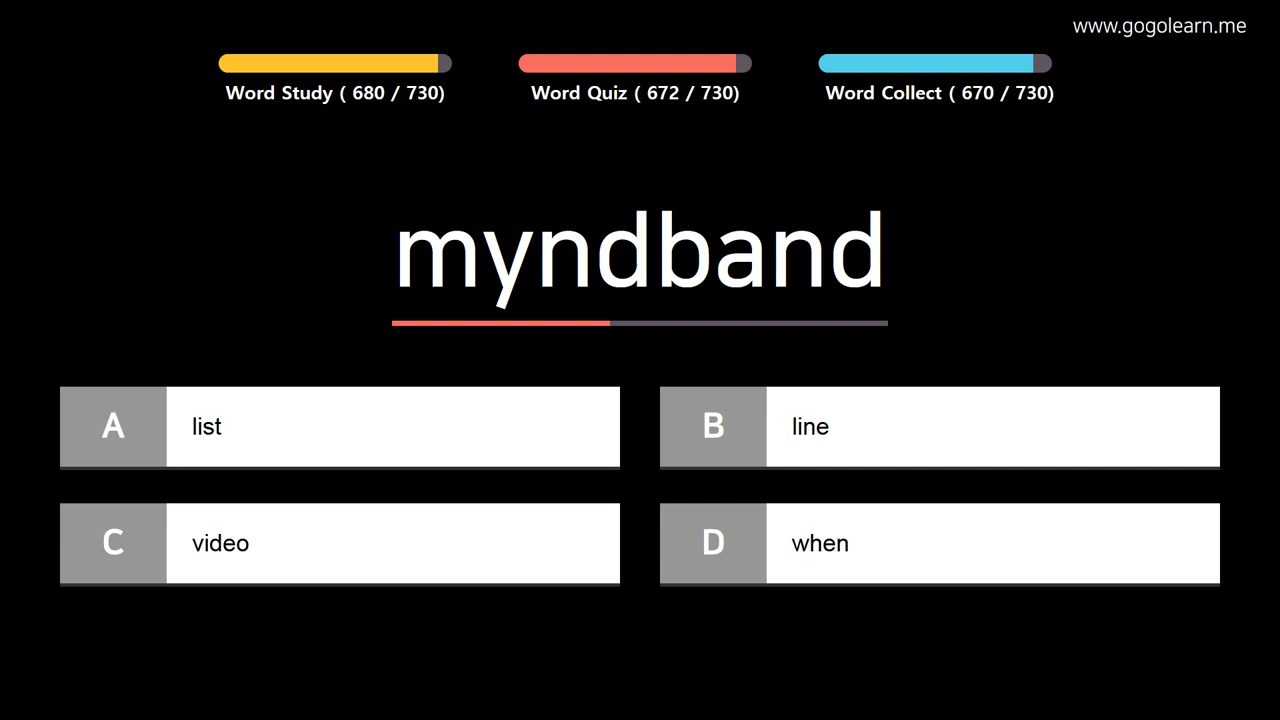 www.gogolearn.me
Word Study ( 680 / 730)
Word Quiz ( 672 / 730)
Word Collect ( 670 / 730)
myndband
A list
B line
C video
D when